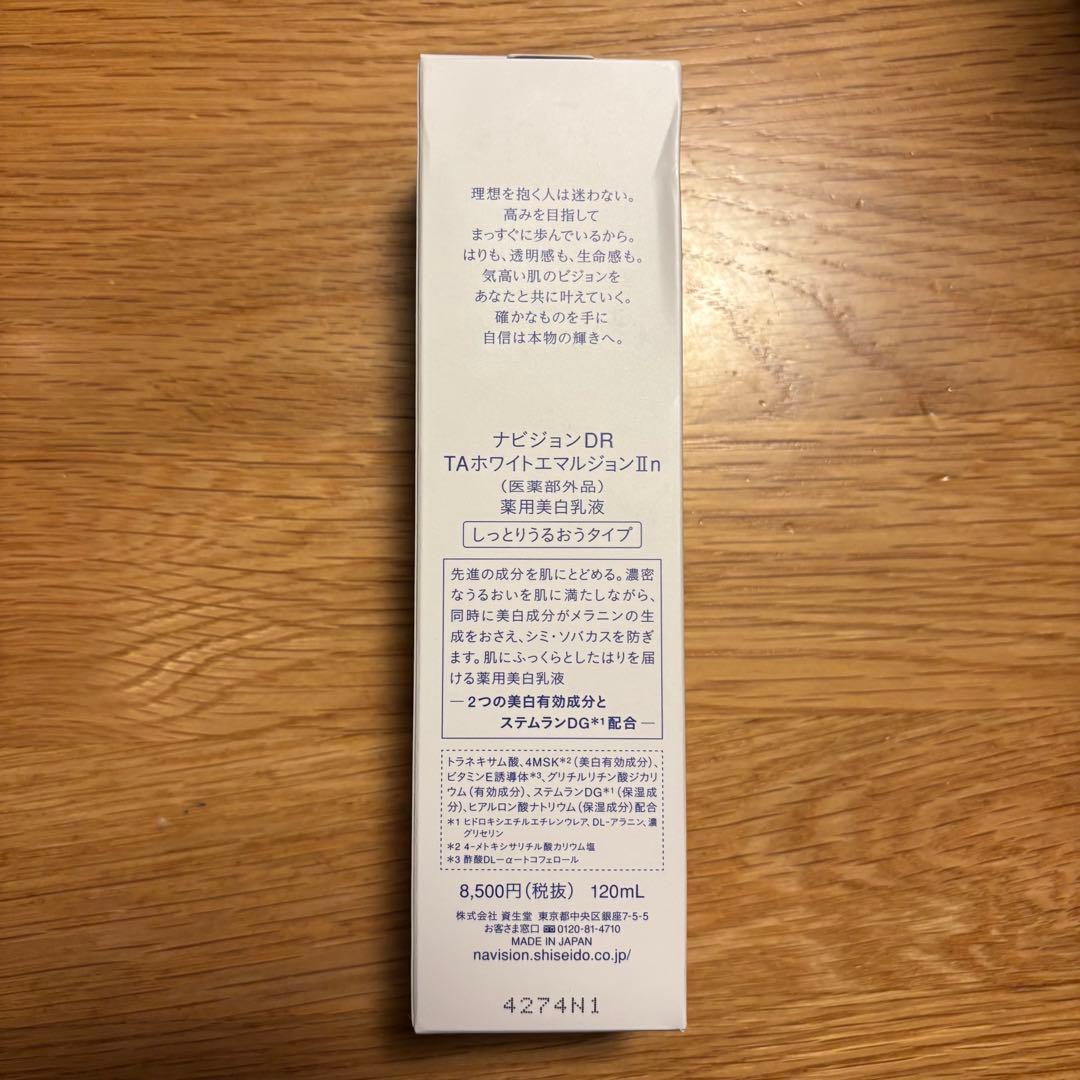 理想を抱く人は迷わない。
高みを目指して
まっすぐに歩んでいるから。
はりも、透明感も、生命感も。
気高い肌のビジョンを
あなたと共に叶えていく。
確かなものを手に
自信は本物の輝きへ。
ナビジョンDR
TAホワイトエマルジョンⅡn
(医薬部外品)
薬用美白乳液
しっとりうるおうタイプ
先進の成分を肌にとどめる。濃密
なうるおいを肌に満たしながら、
同時に美白成分がメラニンの生
成をおさえ、シミ・ソバカスを防ぎ
ます。肌にふっくらとしたはりを届
ける薬用美白乳液
―2つの美白有効成分と
ステムランDG*1配合―
トラネキサム酸、4MSK*2(美白有効成分)、
ビタミンE誘導体*3、グリチルリチン酸ジカリ
ウム(有効成分)、ステムランDG*1(保湿成
分)、ヒアルロン酸ナトリウム(保湿成分)配合
*1 ヒドロキシエチルエチレンウレア、DL-アラニン、濃
グリセリン
*2 4-メトキシサリチル酸カリウム塩
*3 酢酸DL-α-トコフェロール
8,500円(税抜) 120mL
株式会社 資生堂 東京都中央区銀座7-5-5
お客さま窓口 0120-81-4710
MADE IN JAPAN
navision.shiseido.co.jp/
4274N1